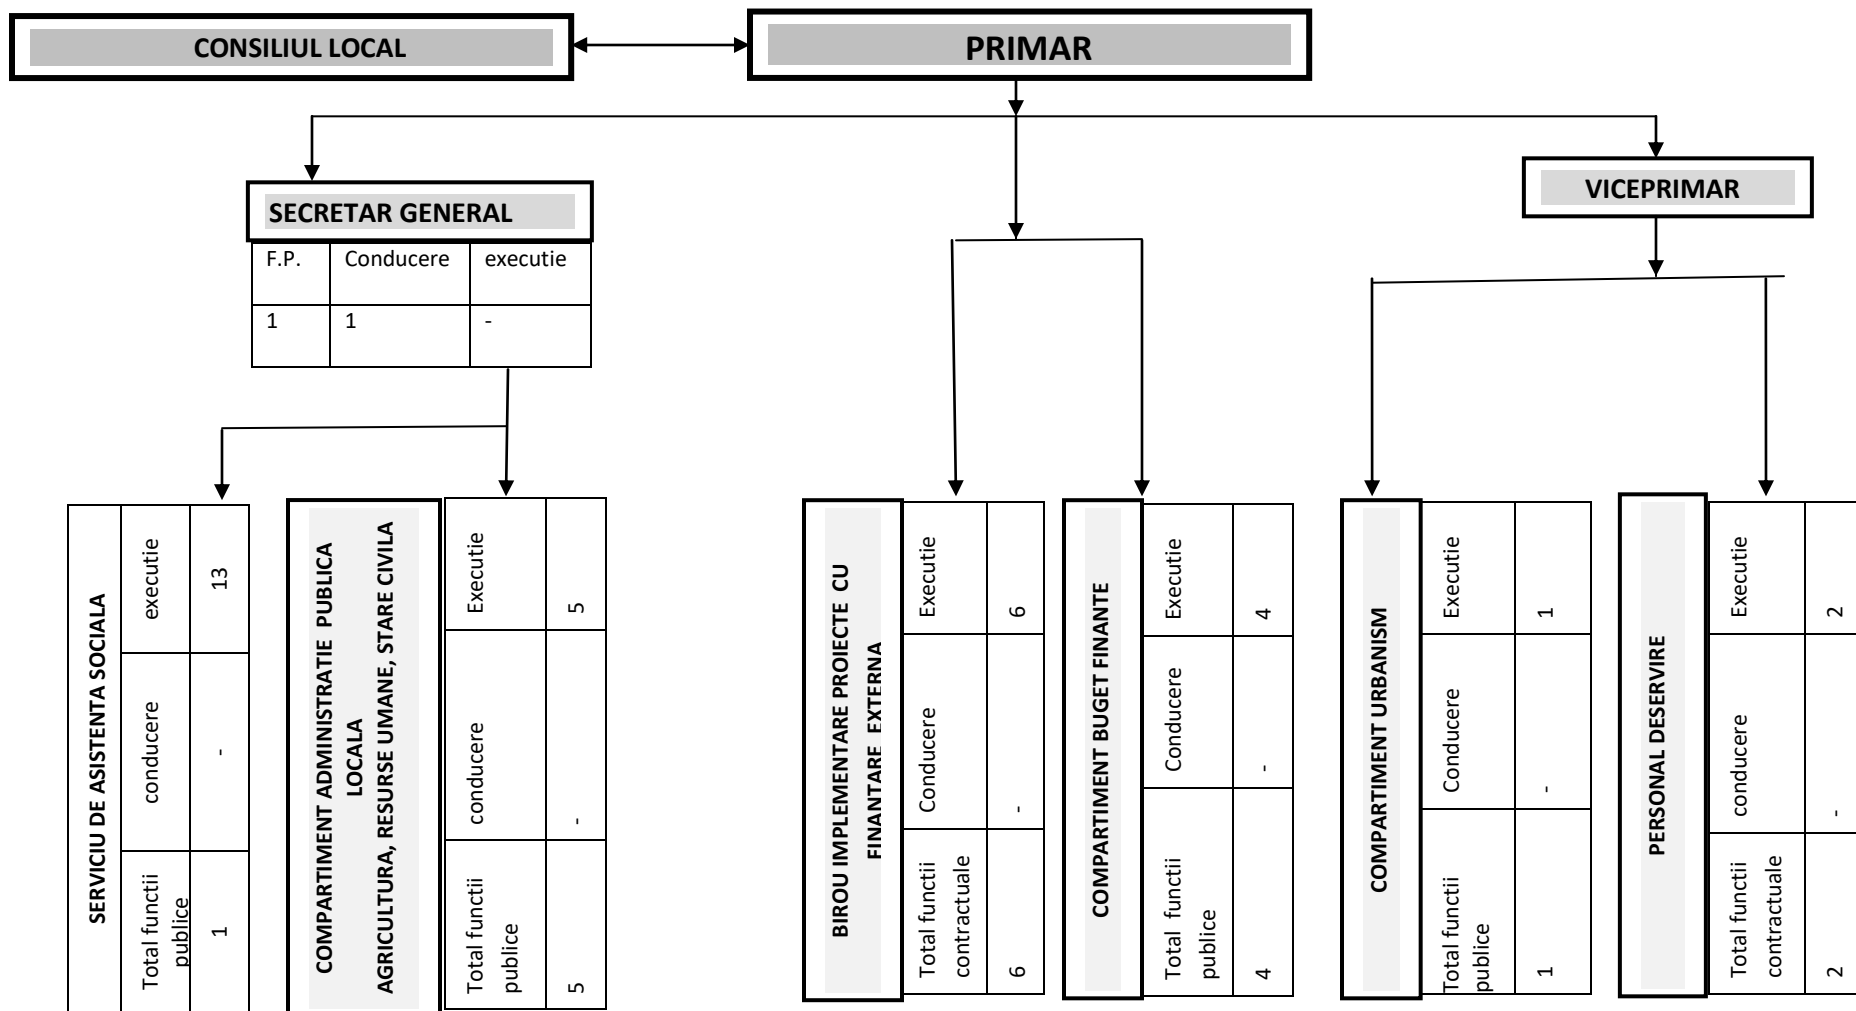 CONSILIUL LOCAL
PRIMAR
SECRETAR GENERAL
VICEPRIMAR
F.P. Conducere executie
1 1 -
SERVICIU DE ASISTENTA SOCIALA
Total functii
publice
conducere
executie
1 - 13
COMPARTIMENT ADMINISTRATIE PUBLICA
LOCALA
AGRICULTURA, RESURSE UMANE, STARE CIVILA
Total functii
publice
conducere
Executie
5 - 5
BIROU IMPLEMENTARE PROIECTE CU
FINANTARE EXTERNA
Total functii
contractuale
Conducere
Executie
6 - 6
COMPARTIMENT BUGET FINANTE
Total functii
publice
Conducere
Executie
4 - 4
COMPARTIMENT URBANISM
Total functii
publice
Conducere
Executie
1 - 1
PERSONAL DESERVIRE
Total functii
contractuale
conducere
Executie
2 - 2